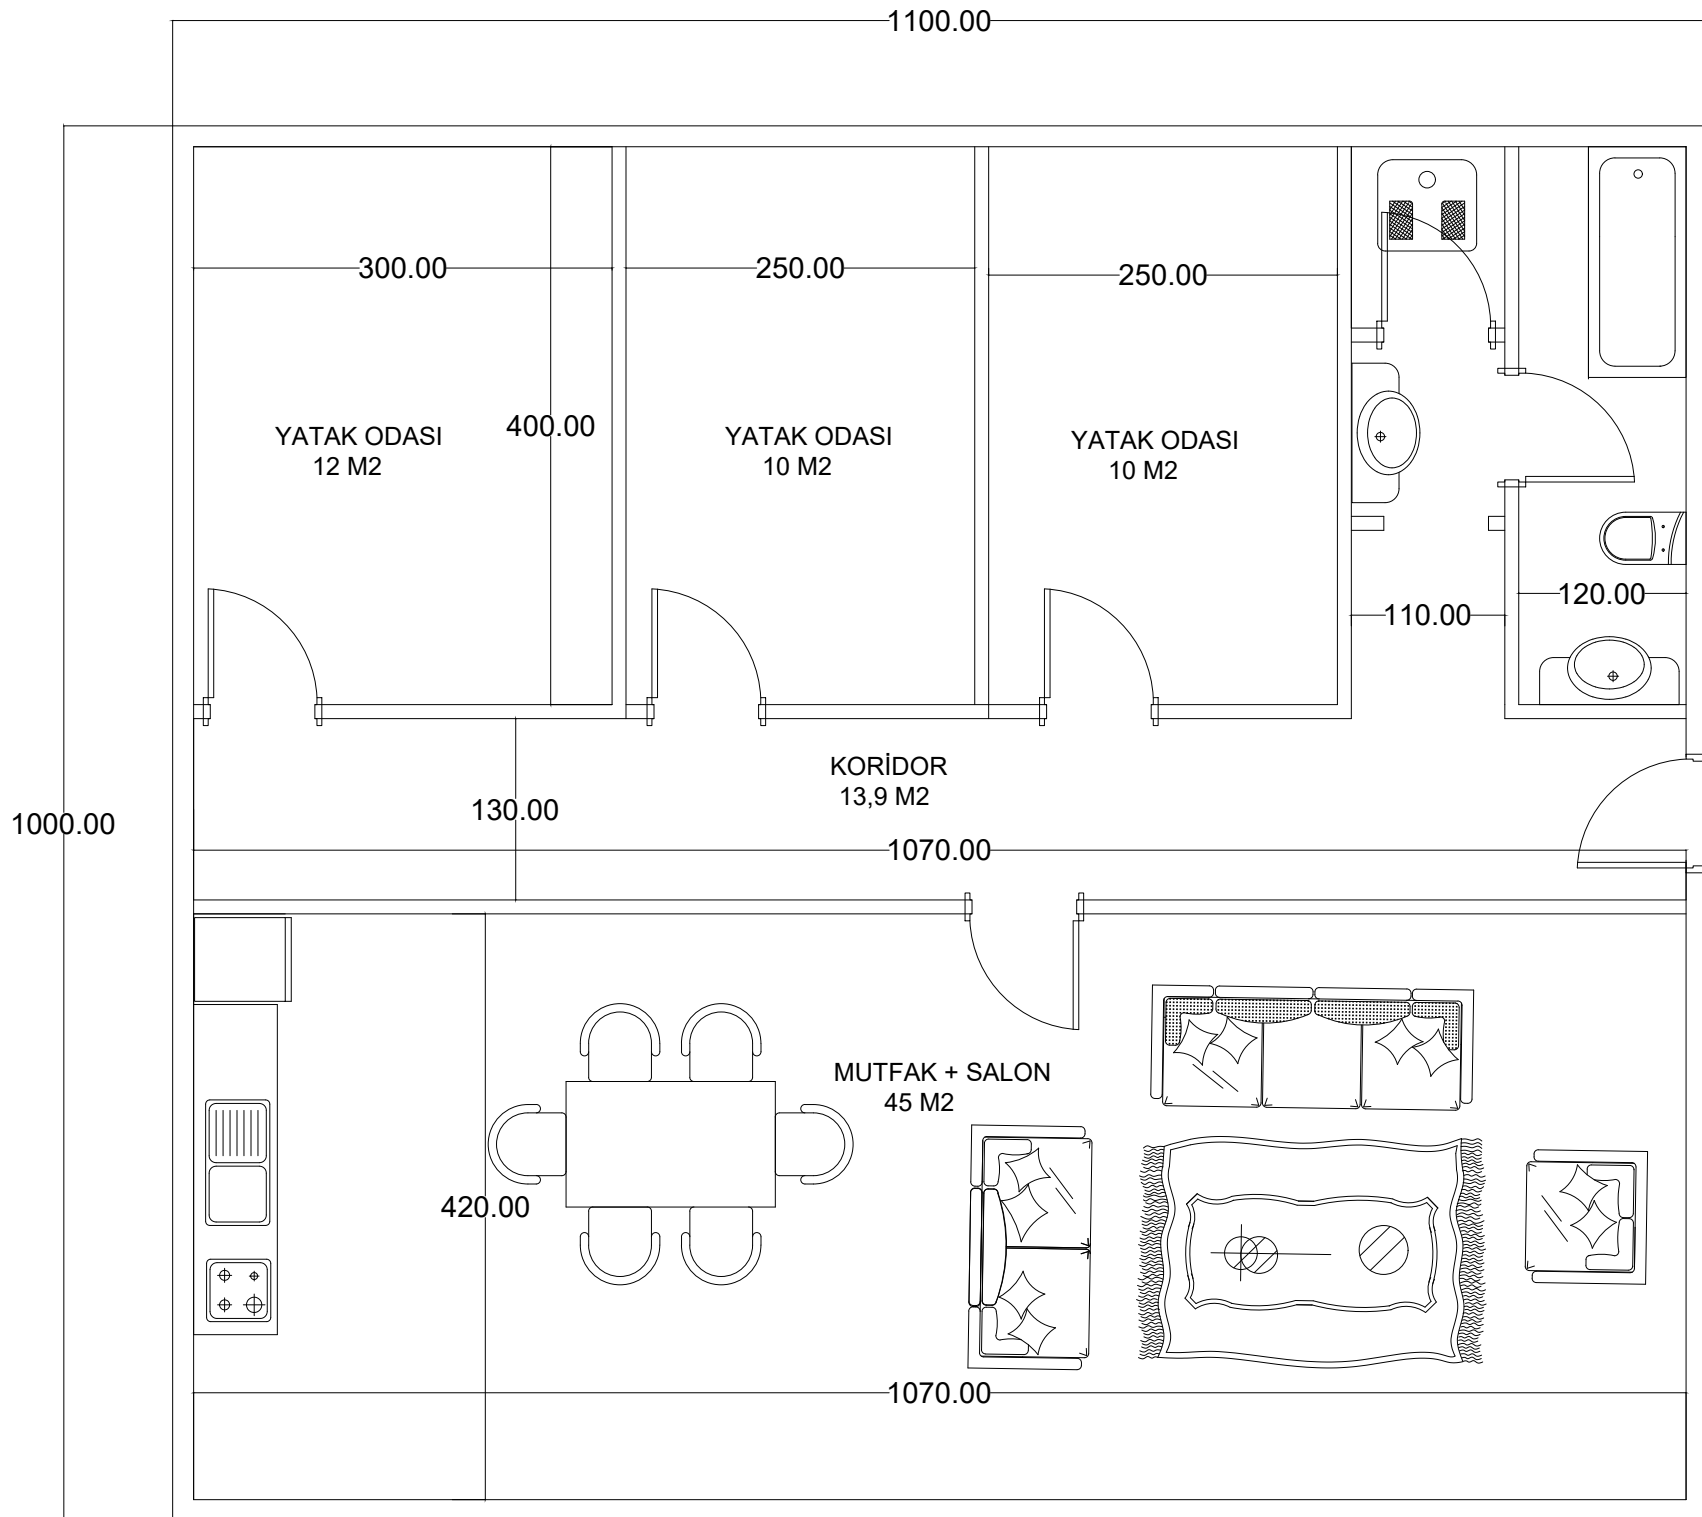 1100.00
300.00
250.00
250.00
YATAK ODASI
12 M2
400.00
YATAK ODASI
10 M2
YATAK ODASI
10 M2
120.00
110.00
KORİDOR
13,9 M2
130.00
1000.00
1070.00
MUTFAK + SALON
45 M2
420.00
1070.00